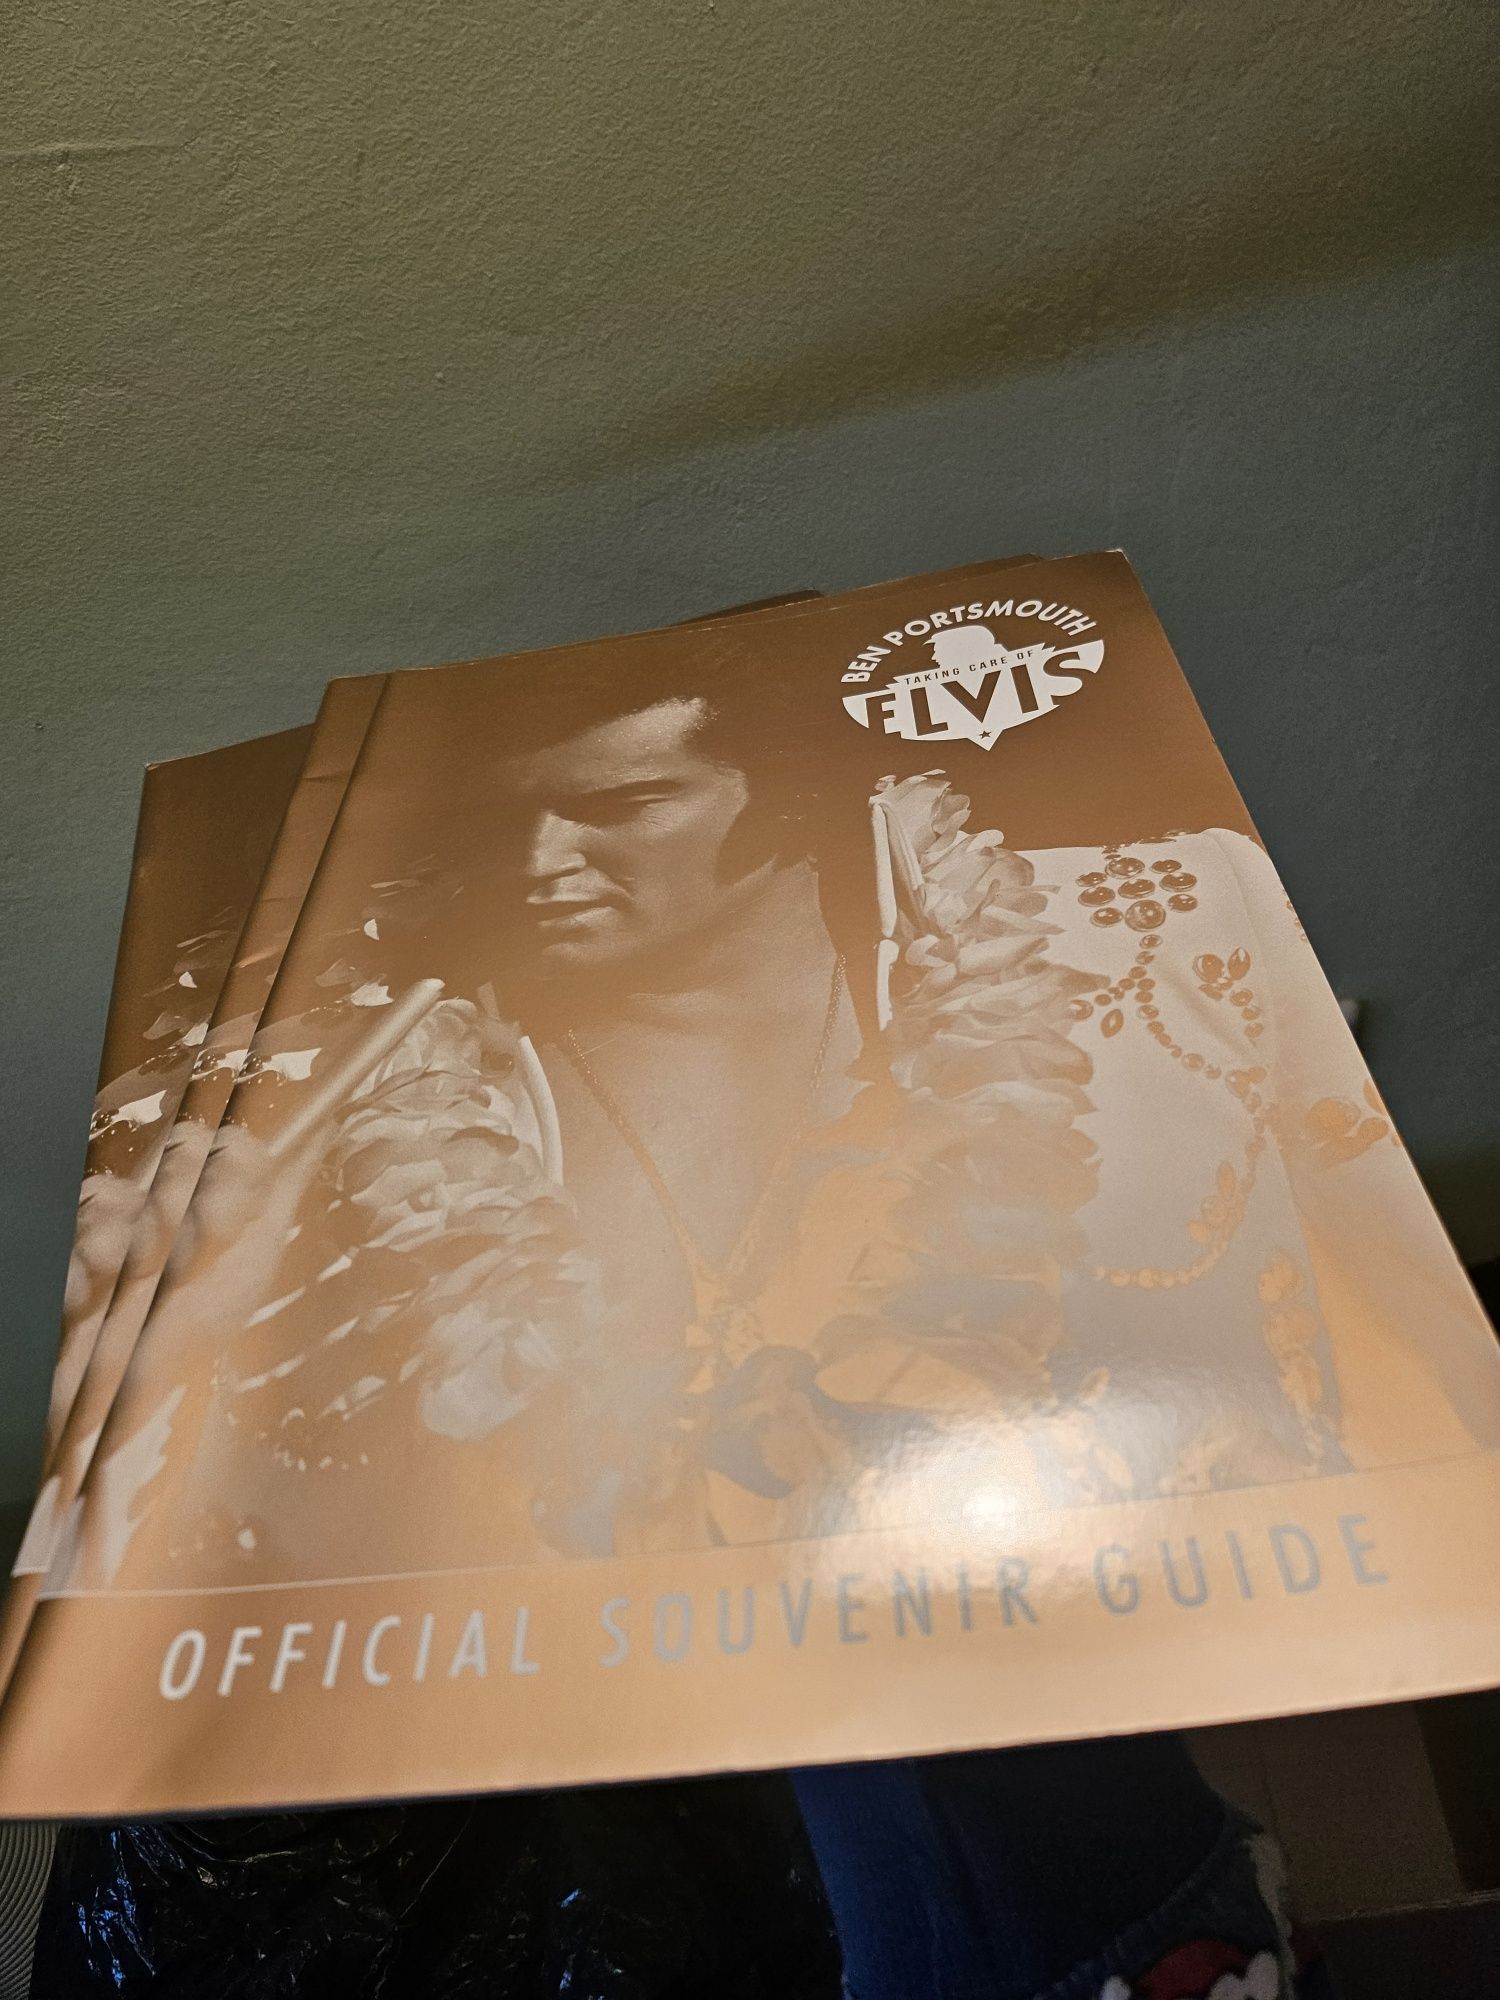 BEN PORTSMOUTH
TAKING CARE OF
ELVIS
OFFICIAL SOUVENIR GUIDE